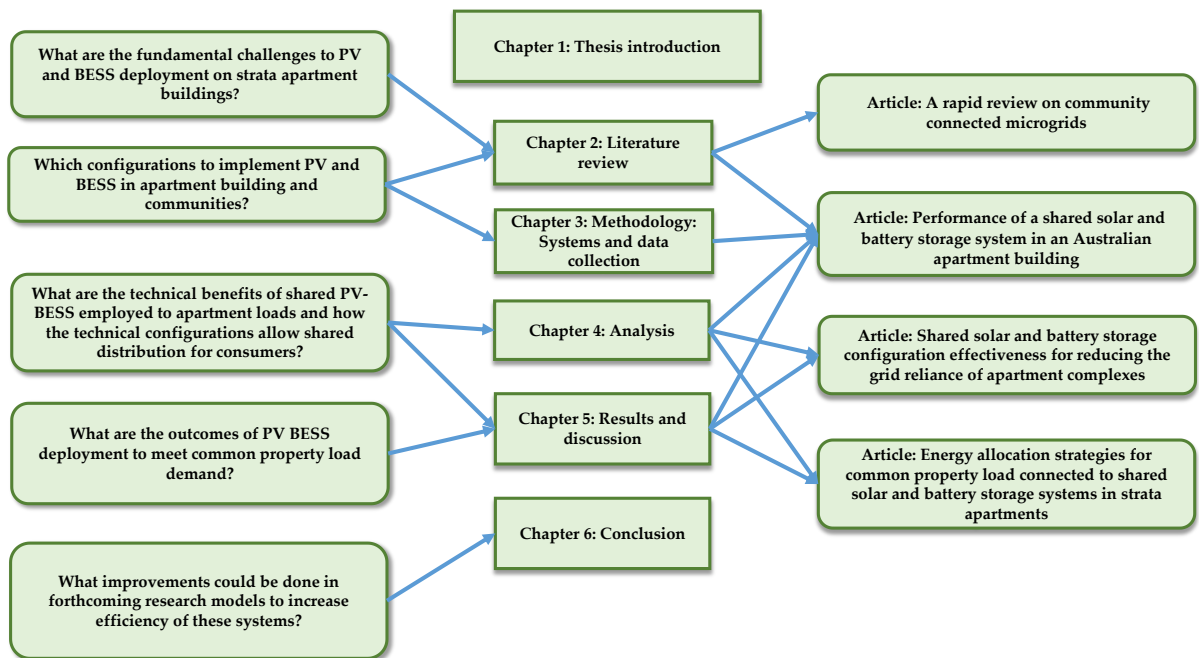 What are the fundamental challenges to PV
and BESS deployment on strata apartment
buildings?
Which configurations to implement PV and
BESS in apartment building and
communities?
What are the technical benefits of shared PV-
BESS employed to apartment loads and how
the technical configurations allow shared
distribution for consumers?
What are the outcomes of PV BESS
deployment to meet common property load
demand?
What improvements could be done in
forthcoming research models to increase
efficiency of these systems?
Chapter 1: Thesis introduction
Chapter 2: Literature
review
Chapter 3: Methodology:
Systems and data
collection
Chapter 4: Analysis
Chapter 5: Results and
discussion
Chapter 6: Conclusion
Article: A rapid review on community
connected microgrids
Article: Performance of a shared solar and
battery storage system in an Australian
apartment building
Article: Shared solar and battery storage
configuration effectiveness for reducing the
grid reliance of apartment complexes
Article: Energy allocation strategies for
common property load connected to shared
solar and battery storage systems in strata
apartments